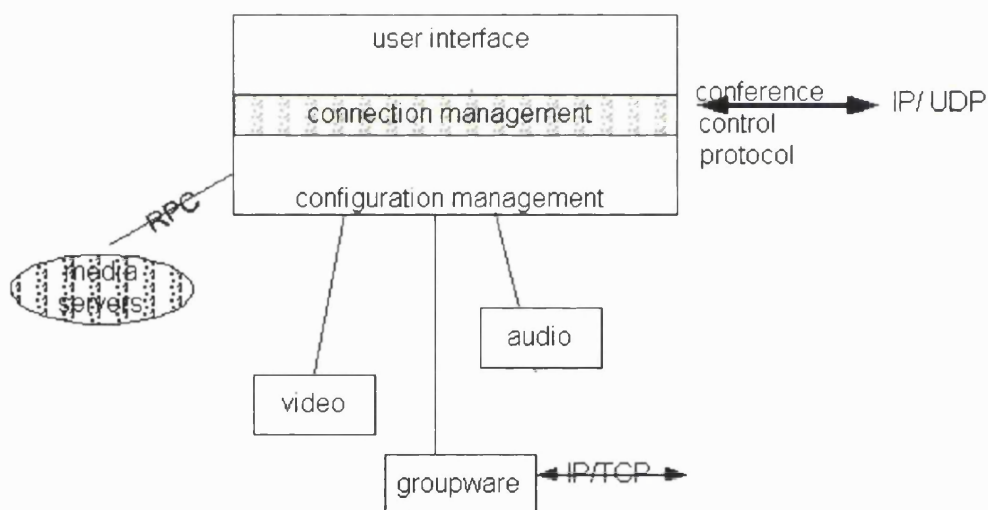 user interface
connection management
conference
control
protocol
IP/ UDP
configuration management
RPC
media
servers
audio
video
groupware
IP/TCP